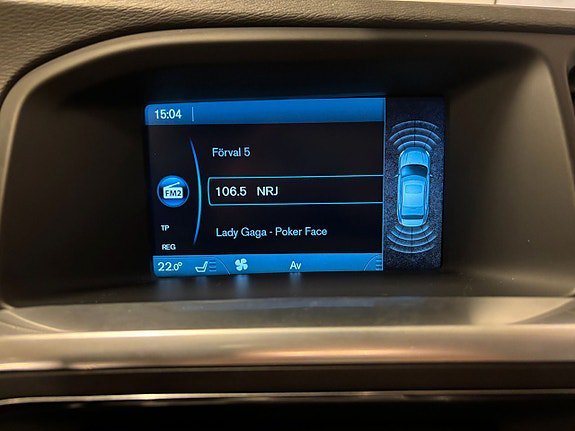 15:04
Förval 5
FM2
106.5 NRJ
TP
Lady Gaga - Poker Face
REG
22.0°
Av